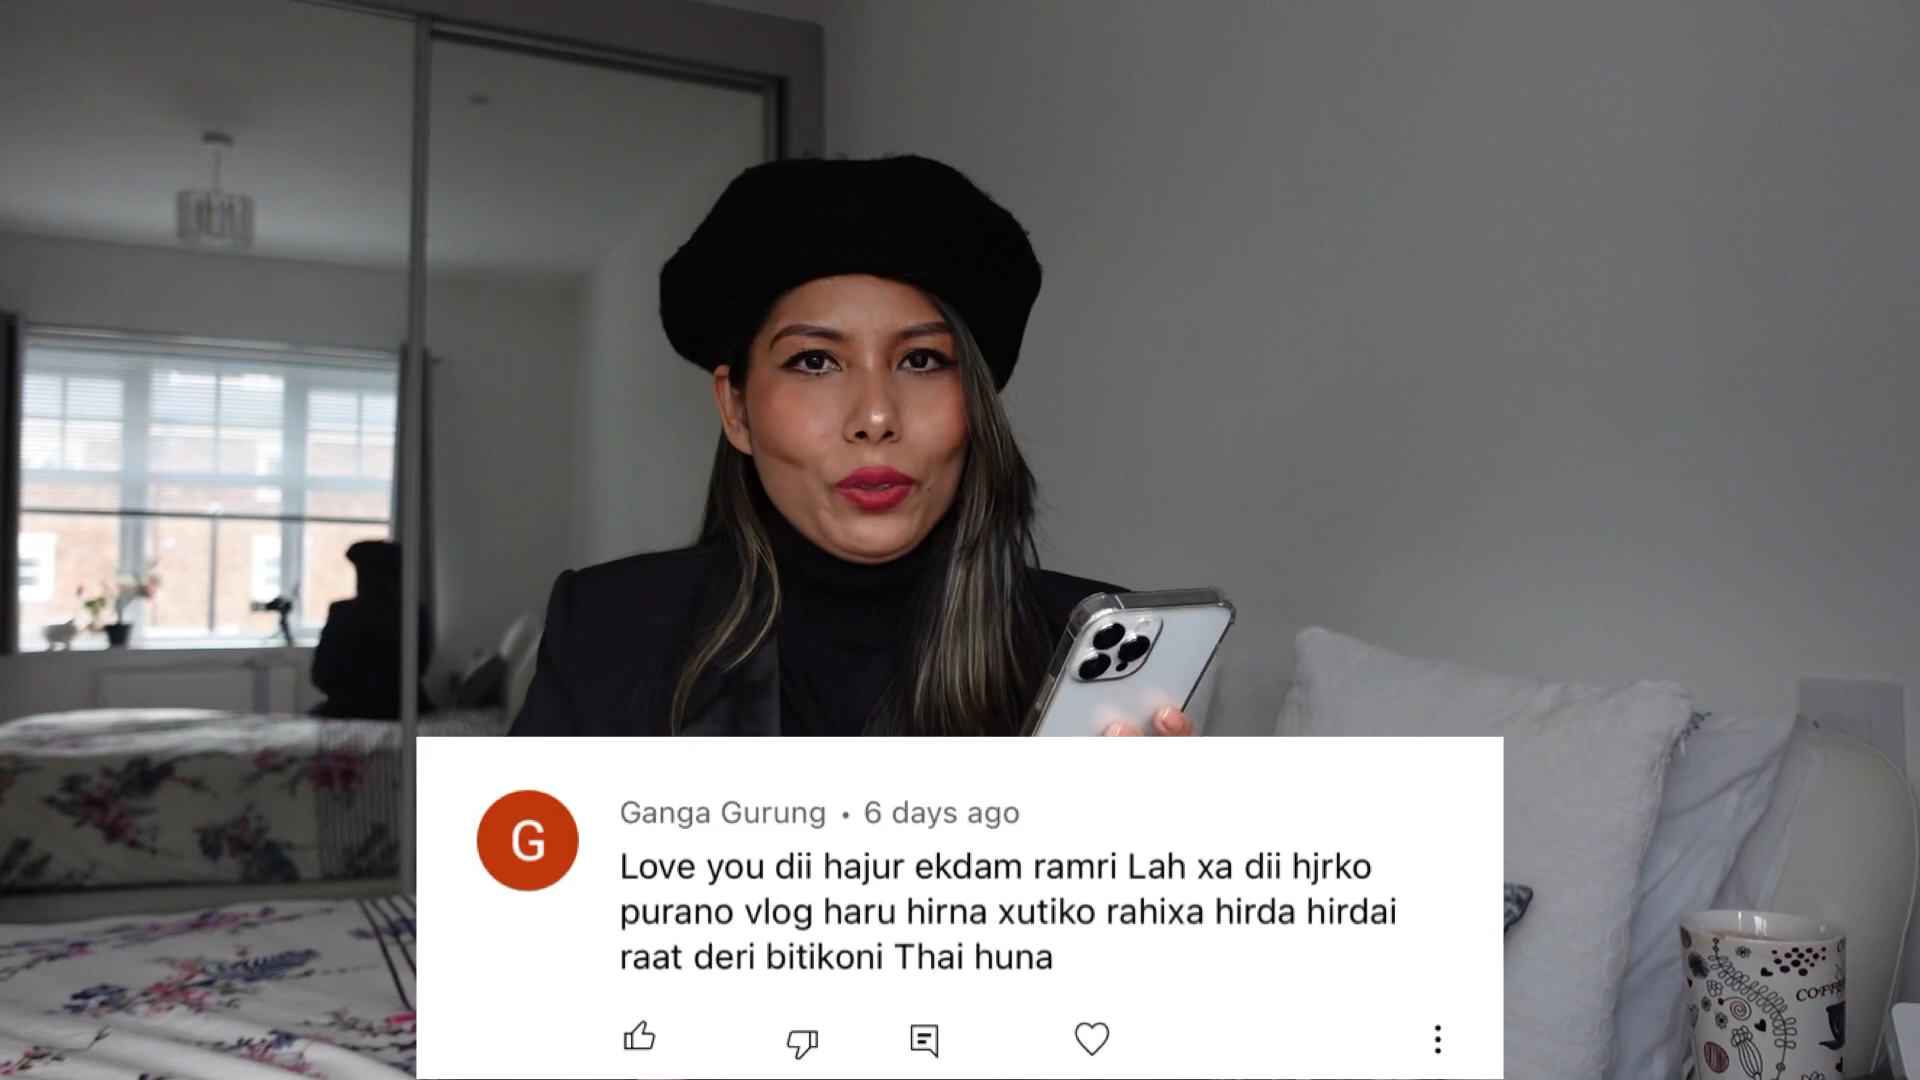 G
Ganga Gurung • 6 days ago
Love you dii hajur ekdam ramri Lah xa dii hjrko
purano vlog haru hirna xutiko rahixa hirda hirdai
raat deri bitikoni Thai huna